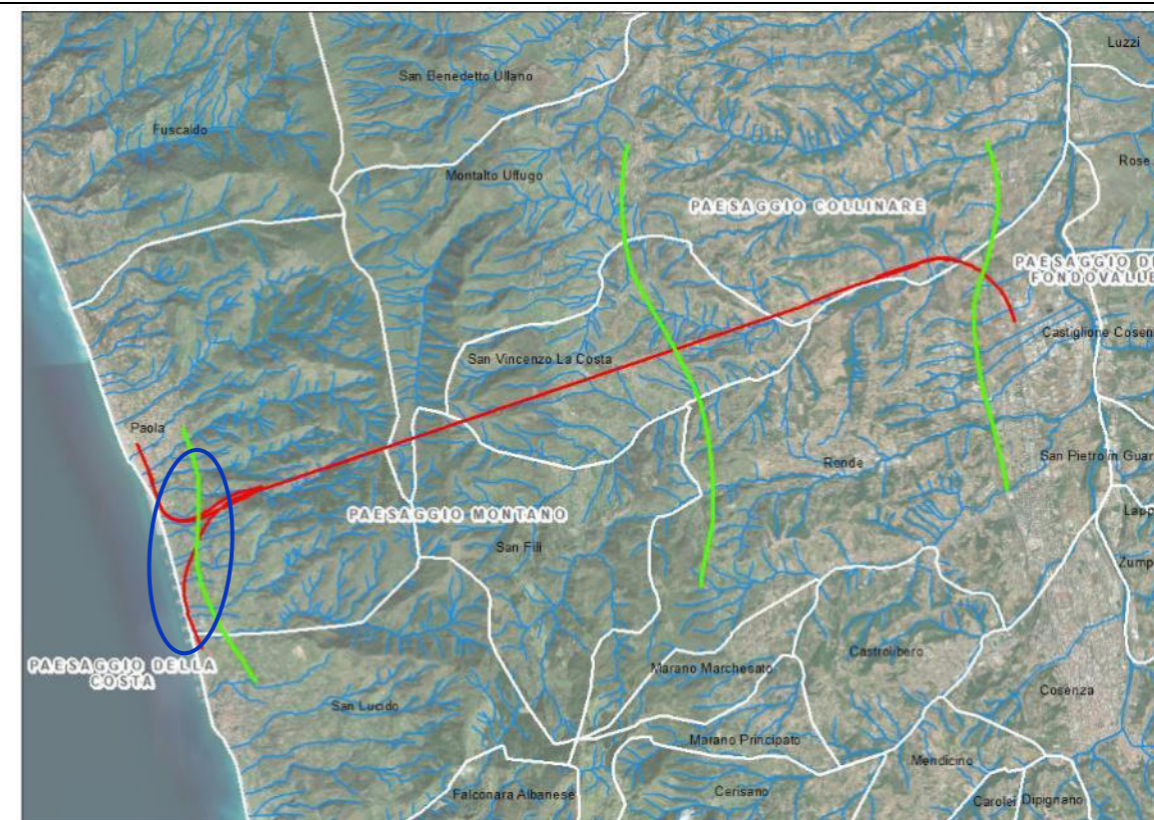 Luzzi
San Benedetto Ullano
Fuscaldo
Rose
Montalto Uffugo
PAESAGGIO COLLINARE
PAESAGGIO DI
FONDOVALLE
Castiglione Cosen
San Vincenzo La Costa
Paola
San Pietro in Guar
Rende
Lapp
PAESAGGIO MONTANO
San Fili
Zump
Castrolibero
PAESAGGIO DELLA
COSTA
Marano Marchesato
Cosenza
San Lucido
Marano Principato
Mendicino
Falconara Albanese
Cerisano
Carolei
Dipignano